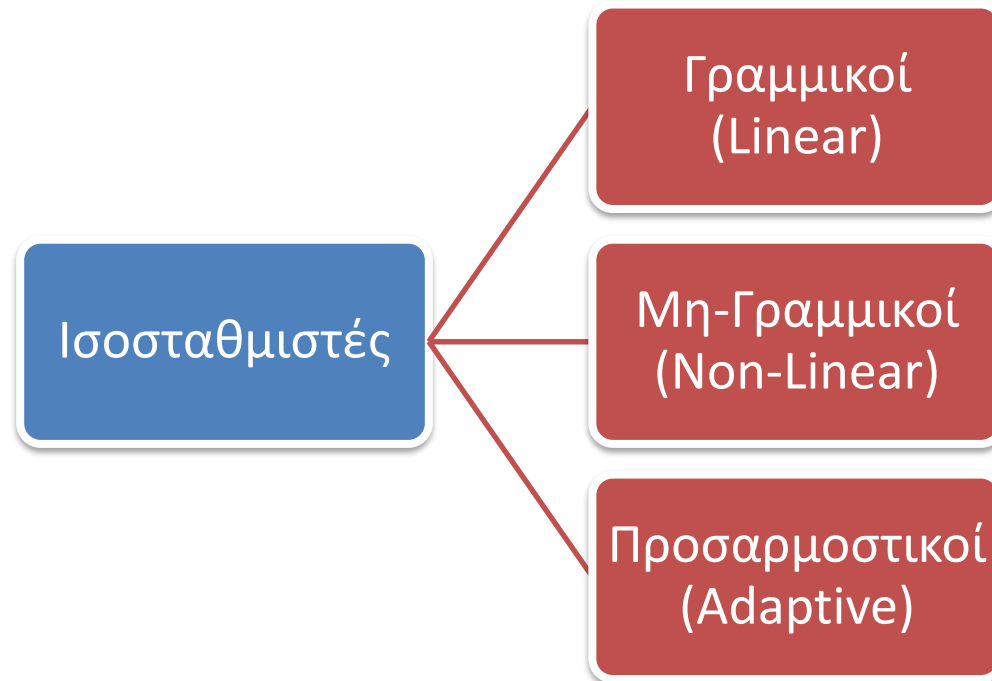 Γραμμικοί
(Linear)
Ισοσταθμιστές
Μη-Γραμμικοί
(Non-Linear)
Προσαρμοστικοί
(Adaptive)